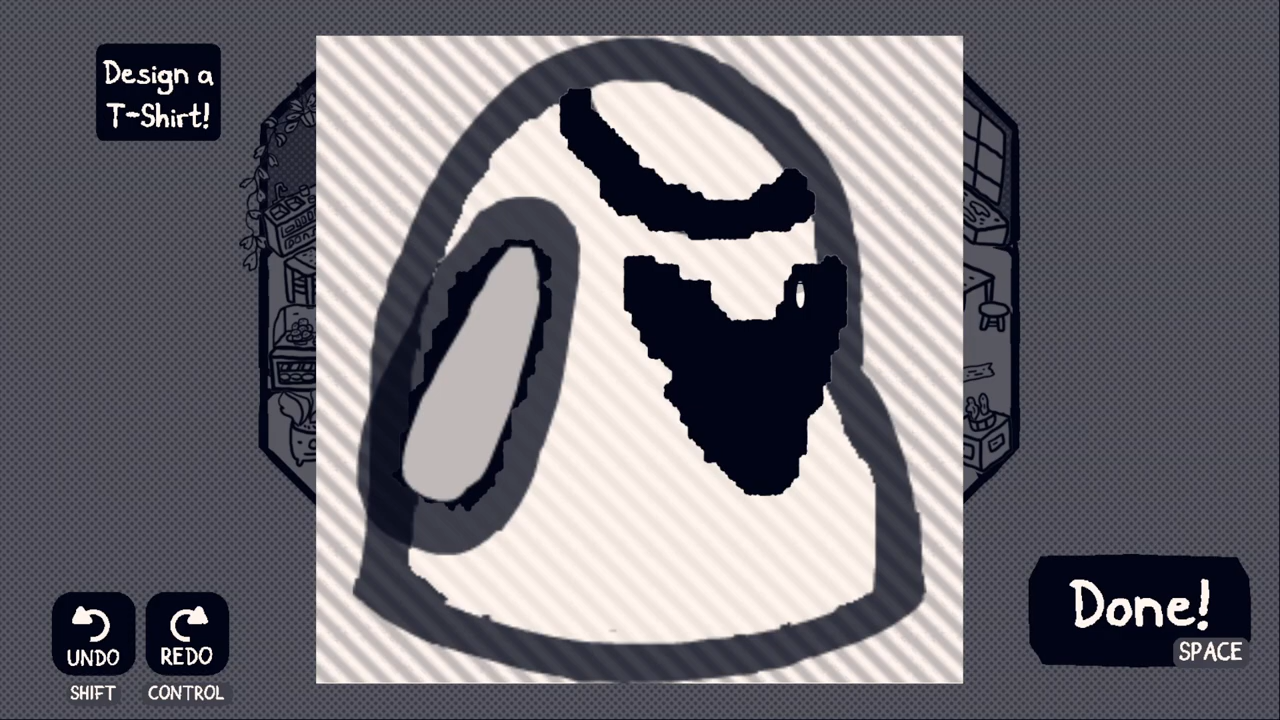 Design a
T-Shirt!
UNDO
REDO
SHIFT
CONTROL
Done!
SPACE